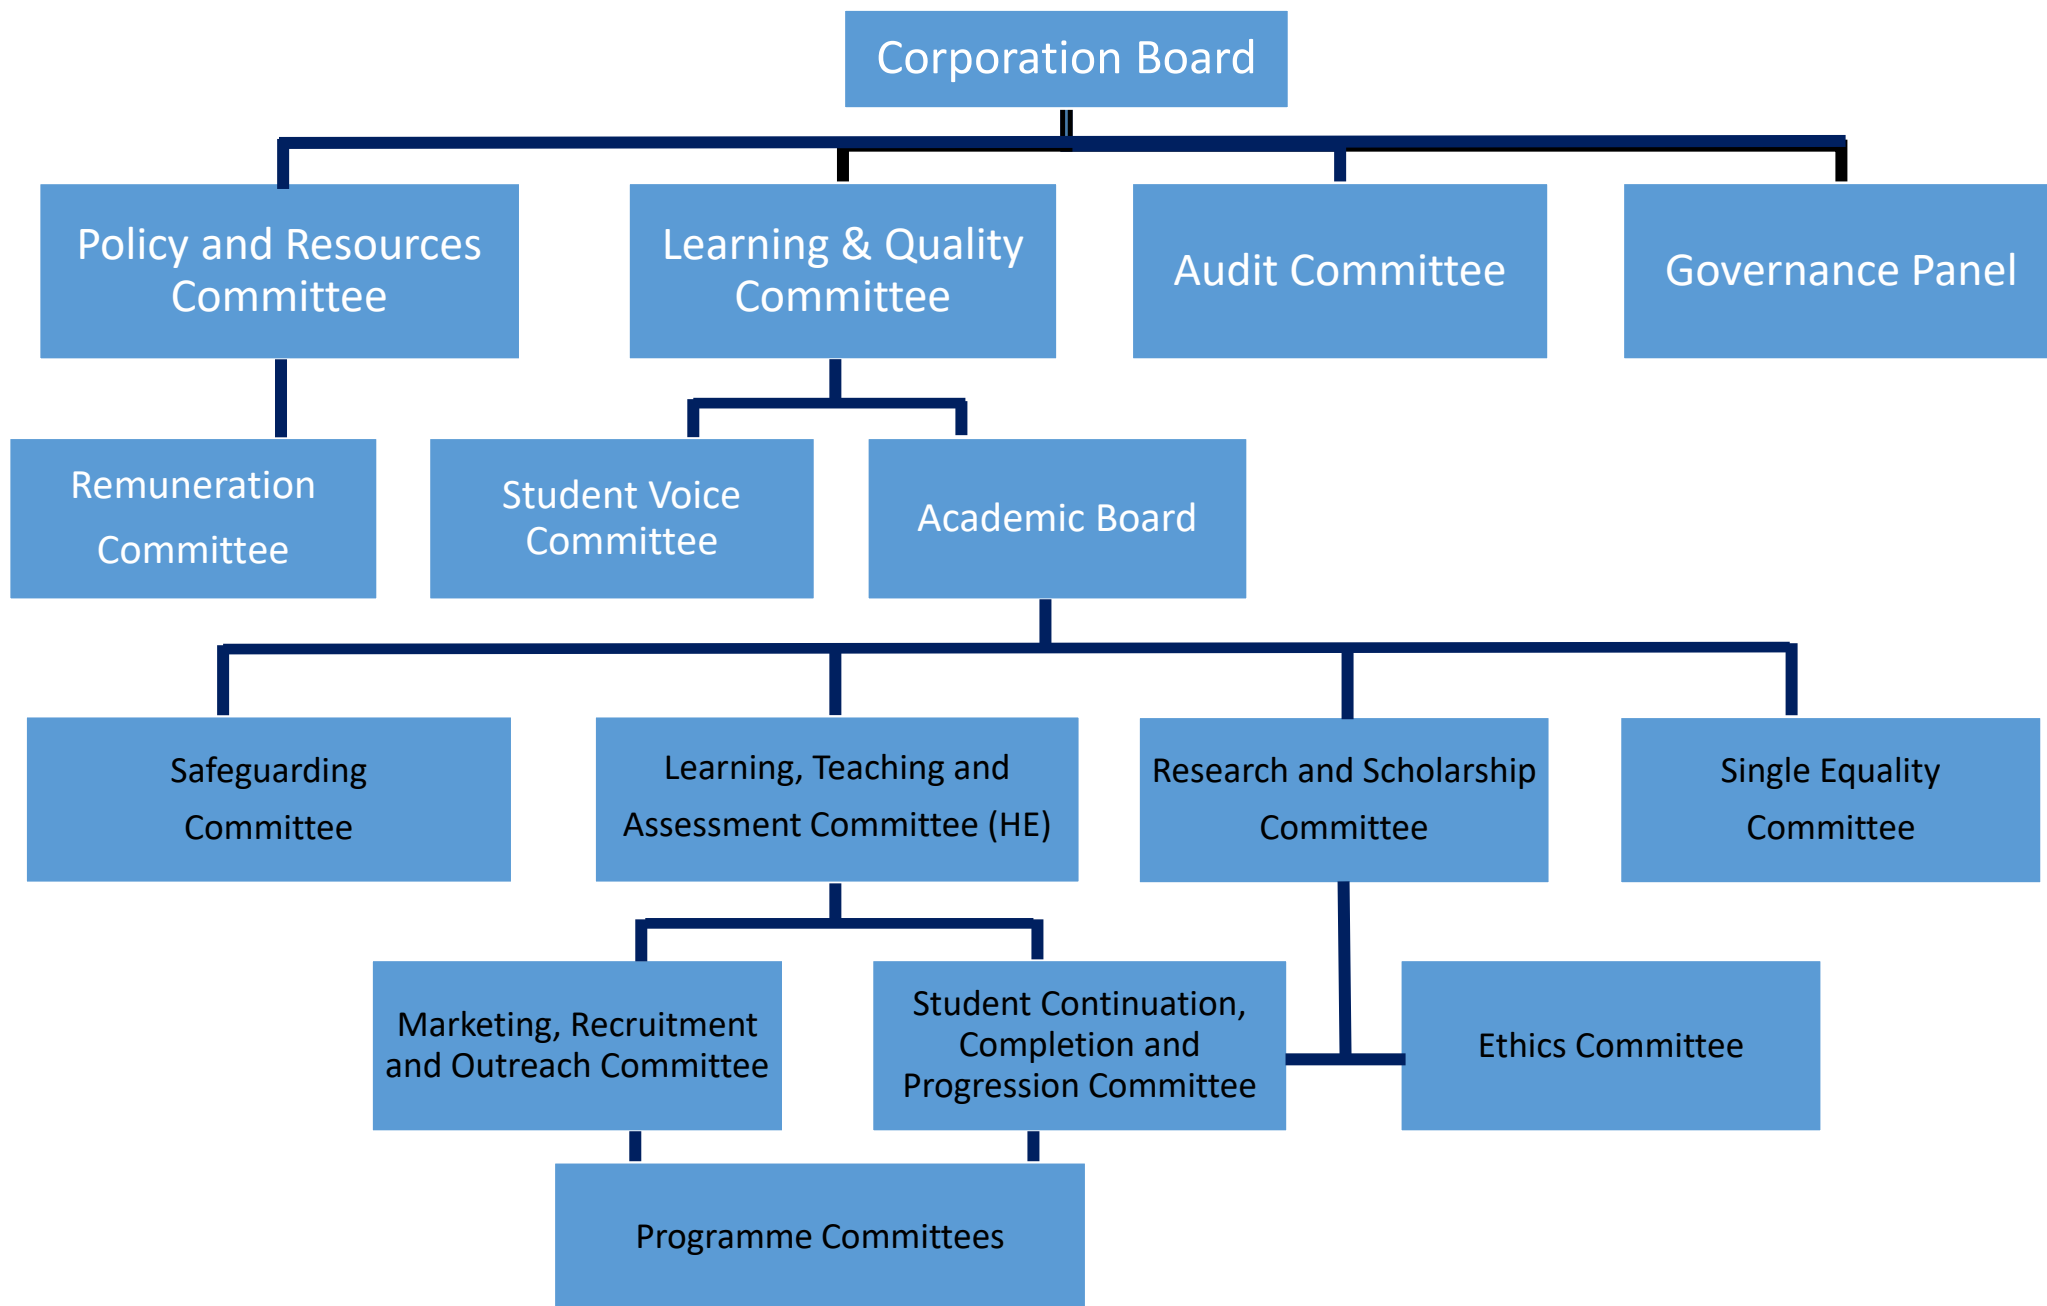 Corporation Board
Policy and Resources
Committee
Learning & Quality
Committee
Audit Committee
Governance Panel
Remuneration
Committee
Student Voice
Committee
Academic Board
Safeguarding
Committee
Learning, Teaching and
Assessment Committee (HE)
Research and Scholarship
Committee
Single Equality
Committee
Marketing, Recruitment
and Outreach Committee
Student Continuation,
Completion and
Progression Committee
Ethics Committee
Programme Committees